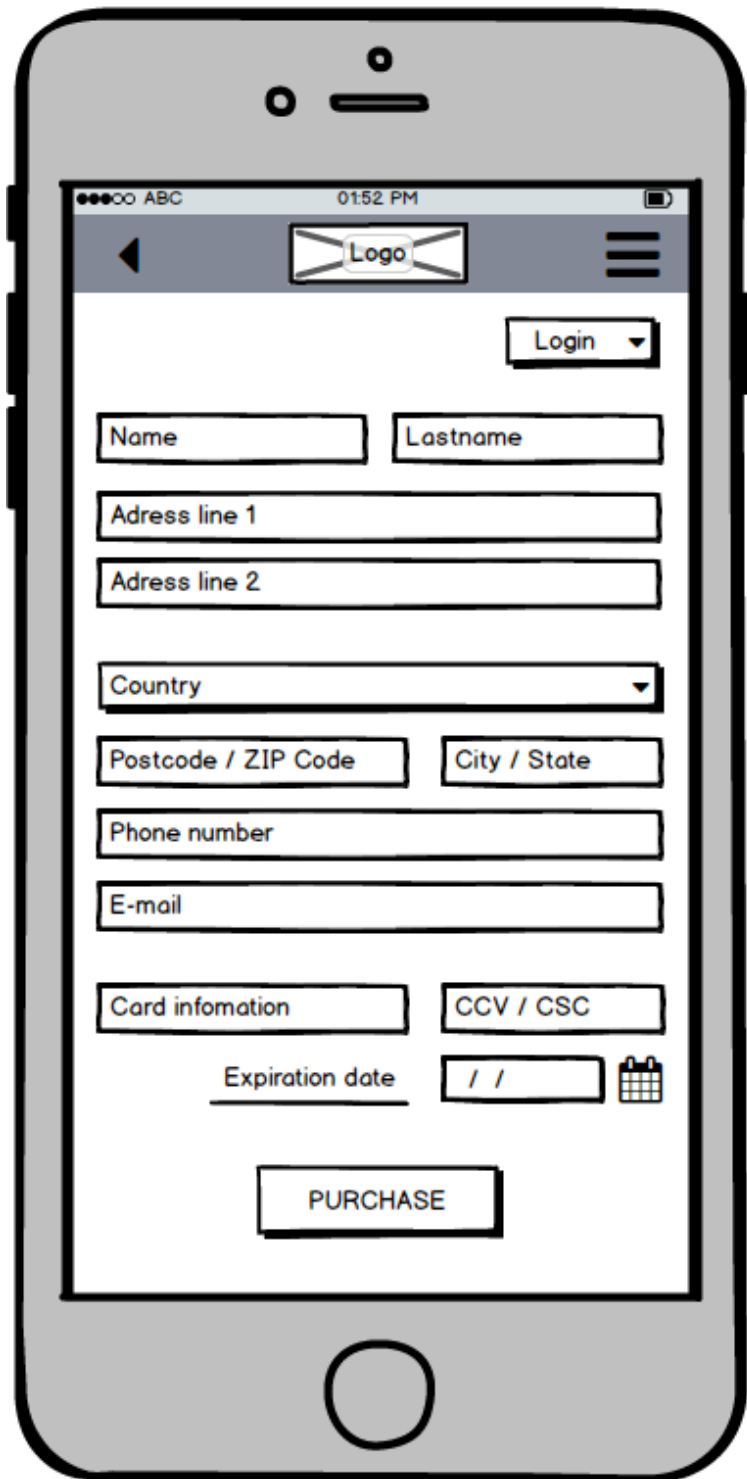 ABC 01:52 PM
Logo
Login
Name Lastname
Adress line 1
Adress line 2
Country
Postcode / ZIP Code City / State
Phone number
E-mail
Card infomation CCV / CSC
Expiration date / /
PURCHASE